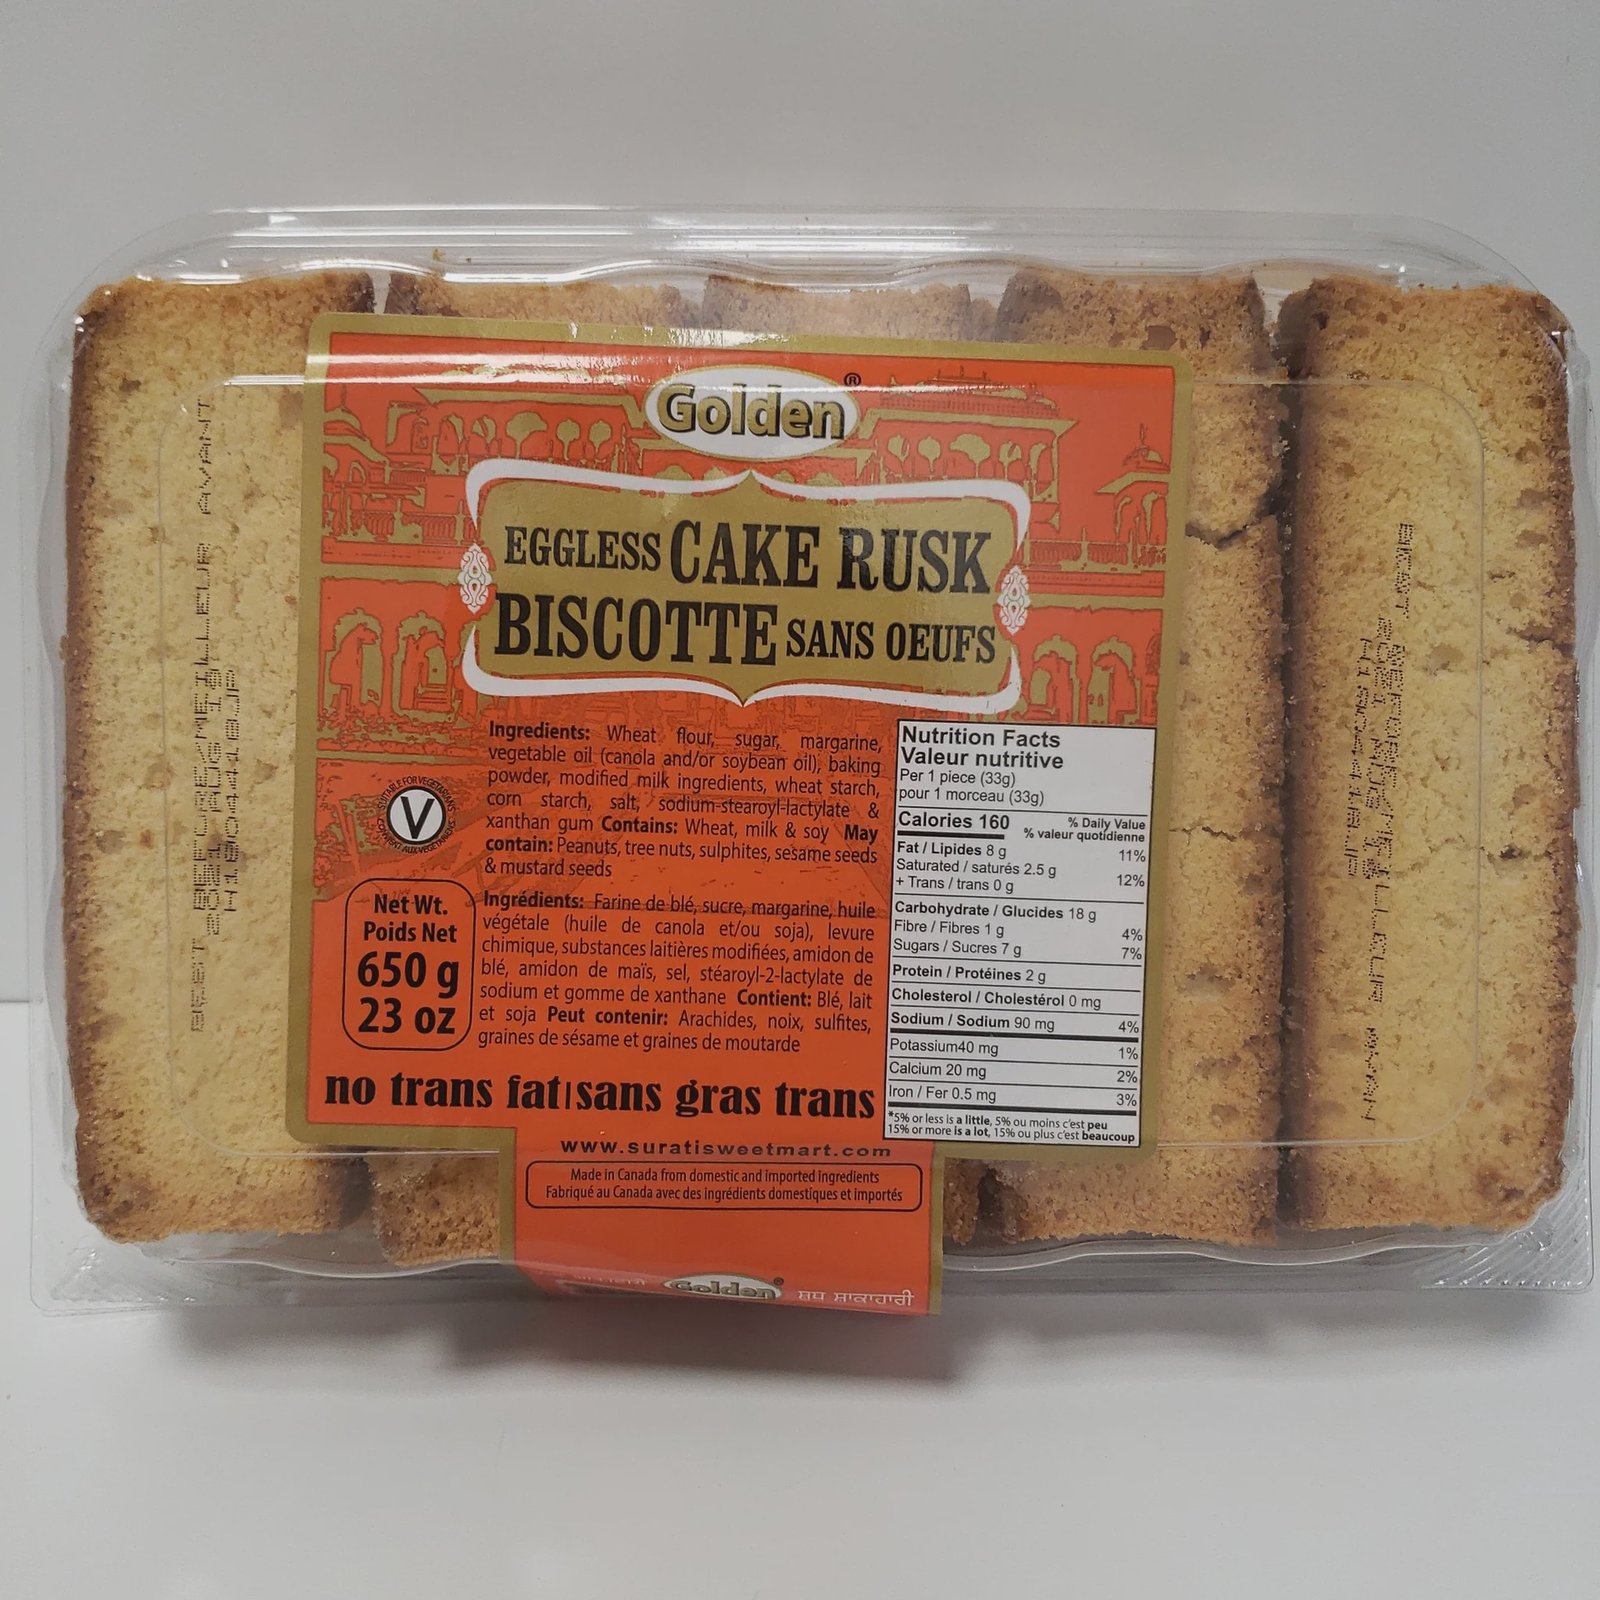 Golden®
EGGLESS CAKE RUSK
BISCOTTE SANS OEUFS
Ingredients: Wheat flour, sugar, margarine,
vegetable oil (canola and/or soybean oil), baking
powder, modified milk ingredients, wheat starch,
corn starch, salt, sodium-stearoyl-lactylate &
xanthan gum Contains: Wheat, milk & soy May
contain: Peanuts, tree nuts, sulphites, sesame seeds
& mustard seeds
SUITABLE FOR VEGETARIANS
V
Net Wt.
Poids Net
650 g
23 oz
Ingrédients: Farine de blé, sucre, margarine, huile
végétale (huile de canola et/ou soja), levure
chimique, substances laitières modifiées, amidon de
blé, amidon de maïs, sel, stéaroyl-2-lactylate de
sodium et gomme de xanthane Contient: Blé, lait
et soja Peut contenir: Arachides, noix, sulfites,
graines de sésame et graines de moutarde
no trans fat|sans gras trans
Nutrition Facts
Valeur nutritive
Per 1 piece (33g)
pour 1 morceau (33g)
Calories 160
% Daily Value
% valeur quotidienne
Fat / Lipides 8 g 11%
Saturated / saturés 2.5 g
+ Trans / trans 0 g 12%
Carbohydrate / Glucides 18 g
Fibre / Fibres 1 g 4%
Sugars / Sucres 7 g 7%
Protein / Protéines 2 g
Cholesterol / Cholestérol 0 mg
Sodium / Sodium 90 mg 4%
Potassium40 mg 1%
Calcium 20 mg 2%
Iron / Fer 0.5 mg 3%
*5% or less is a little, 5% ou moins c'est peu
15% or more is a lot, 15% ou plus c'est beaucoup
www.suratisweetmart.com
Made in Canada from domestic and imported ingredients
Fabriqué au Canada avec des ingrédients domestiques et importés
Golden® ਸ਼ੁਧ ਸ਼ਾਕਾਹਾਰੀ